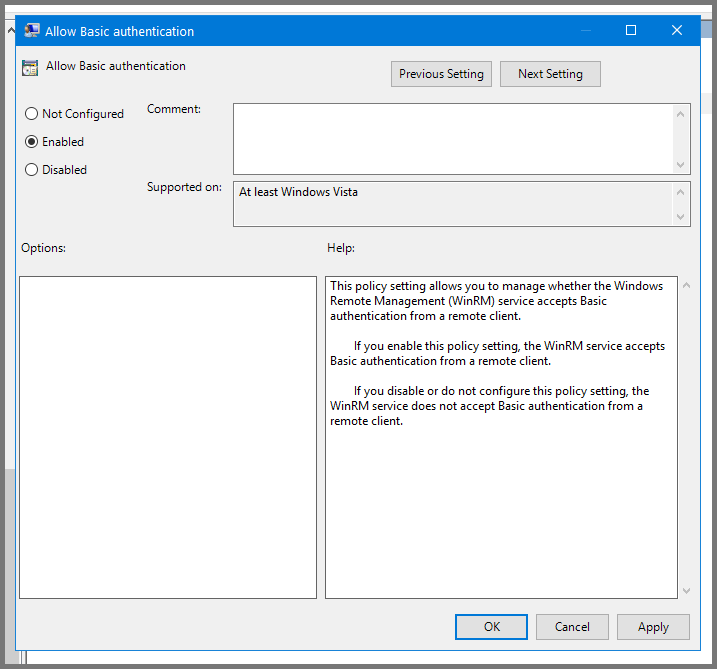 Allow Basic authentication
Allow Basic authentication
Previous Setting
Next Setting
Not Configured
Enabled
Disabled
Comment:
Supported on:
At least Windows Vista
Options:
Help:
This policy setting allows you to manage whether the Windows
Remote Management (WinRM) service accepts Basic
authentication from a remote client.
If you enable this policy setting, the WinRM service accepts
Basic authentication from a remote client.
If you disable or do not configure this policy setting, the
WinRM service does not accept Basic authentication from a
remote client.
OK
Cancel
Apply